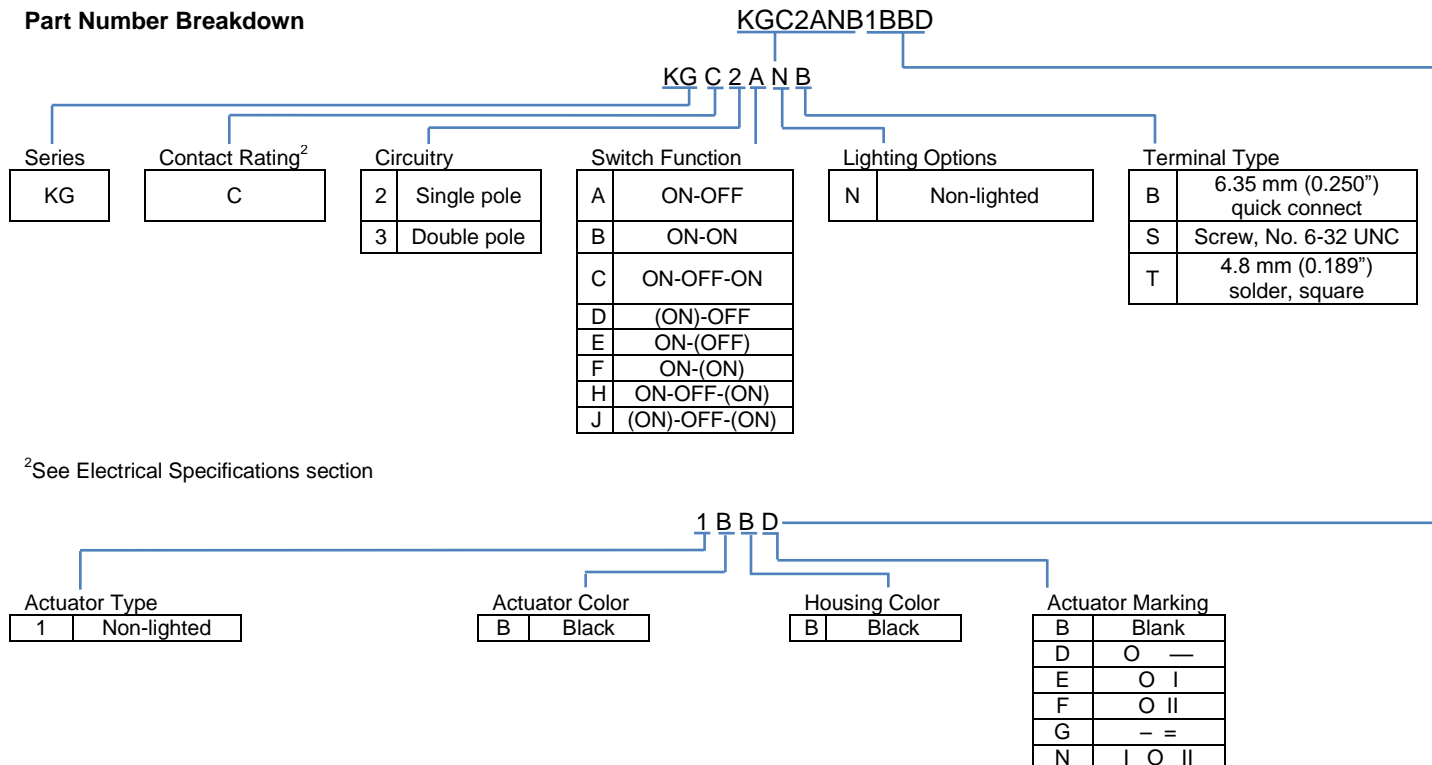 Part Number Breakdown
KGC2ANB1BBD
KG C 2 A N B
Series
KG
Contact Rating2
C
Circuitry
2 Single pole
3 Double pole
Switch Function
A ON-OFF
B ON-ON
C ON-OFF-ON
D (ON)-OFF
E ON-(OFF)
F ON-(ON)
H ON-OFF-(ON)
J (ON)-OFF-(ON)
Lighting Options
N Non-lighted
Terminal Type
B 6.35 mm (0.250”)
quick connect
S Screw, No. 6-32 UNC
T 4.8 mm (0.189”)
solder, square
2See Electrical Specifications section
1 B B D
Actuator Type
1 Non-lighted
Actuator Color
B Black
Housing Color
B Black
Actuator Marking
B Blank
D O —
E O I
F O II
G – =
N I O II